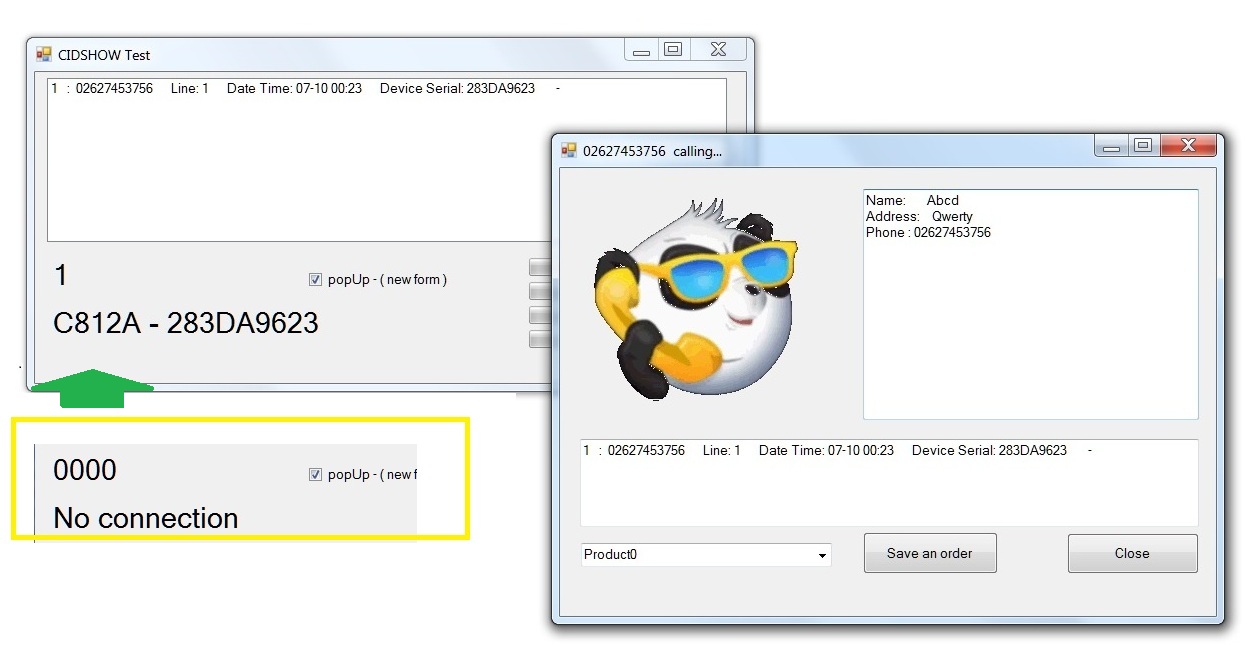 CIDSHOW Test
1 : 02627453756 Line: 1 Date Time: 07-10 00:23 Device Serial: 283DA9623 -
1
popUp - ( new form )
C812A - 283DA9623
0000
popUp - ( new f
No connection
02627453756 calling...
Name: Abcd
Address: Qwerty
Phone : 02627453756
1 : 02627453756 Line: 1 Date Time: 07-10 00:23 Device Serial: 283DA9623 -
Product0
Save an order
Close